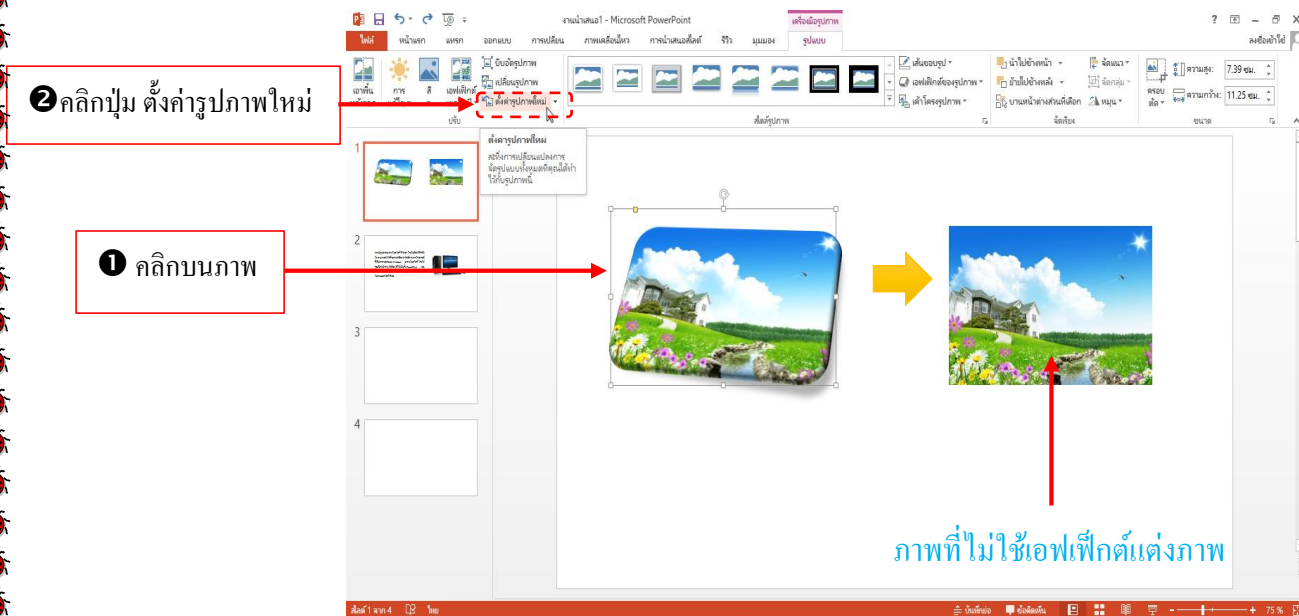 งานนำเสนอ1 - Microsoft PowerPoint
เครื่องมือรูปภาพ
ไฟล์ หน้าแรก แทรก ออกแบบ การเปลี่ยน ภาพเคลื่อนไหว การนำเสนอสไลด์ รีวิว มุมมอง รูปแบบ
ลงชื่อเข้าใช้
❷คลิกปุ่ม ตั้งค่ารูปภาพใหม่
บีบอัดรูปภาพ
เปลี่ยนรูปภาพ
ตั้งค่ารูปภาพใหม่
เอาพื้น
การ
สี
เอฟเฟ็กต์
ปรับ
สไตล์รูปภาพ
เส้นขอบรูป
เอฟเฟ็กต์ของรูปภาพ
เค้าโครงรูปภาพ
นำไปข้างหน้า
ย้ายไปข้างหลัง
บานหน้าต่างส่วนที่เลือก
จัดแนว
จัดกลุ่ม
หมุน
จัดเรียง
ครอบ
ตัด
ความสูง: 7.39 ซม.
ความกว้าง: 11.25 ซม.
ขนาด
ตั้งค่ารูปภาพใหม่
ละทิ้งการเปลี่ยนแปลงการ
จัดรูปแบบทั้งหมดที่คุณได้ทำ
ไว้กับรูปภาพนี้
1
2
3
4
❶ คลิกบนภาพ
ภาพที่ไม่ใช้เอฟเฟ็กต์แต่งภาพ
สไลด์ 1 จาก 4 ไทย
บันทึกย่อ ข้อคิดเห็น 75 %